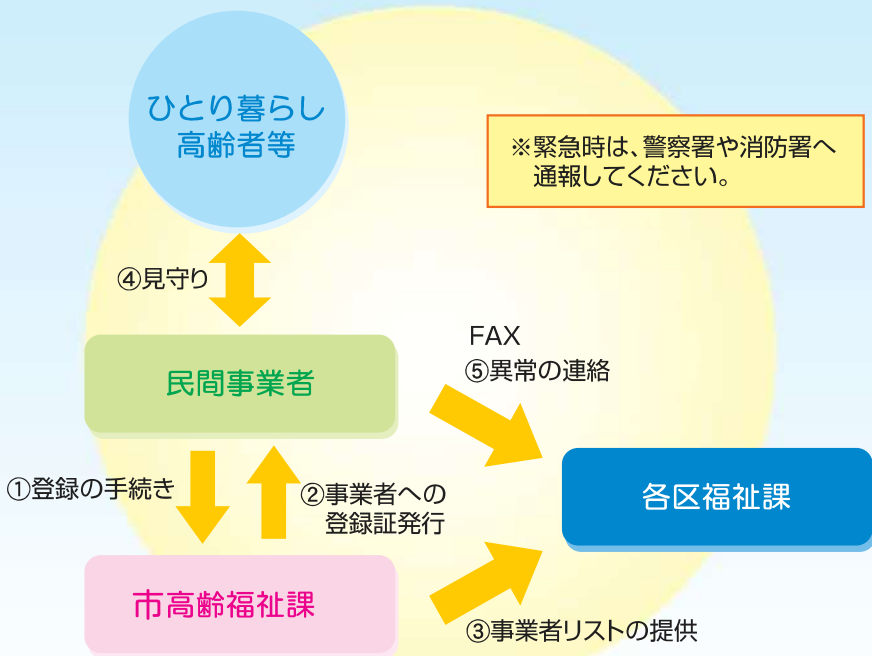 ひとり暮らし
高齢者等
※緊急時は、警察署や消防署へ
通報してください。
④見守り
民間事業者
FAX
⑤異常の連絡
①登録の手続き
②事業者への
登録証発行
各区福祉課
市高齢福祉課
③事業者リストの提供